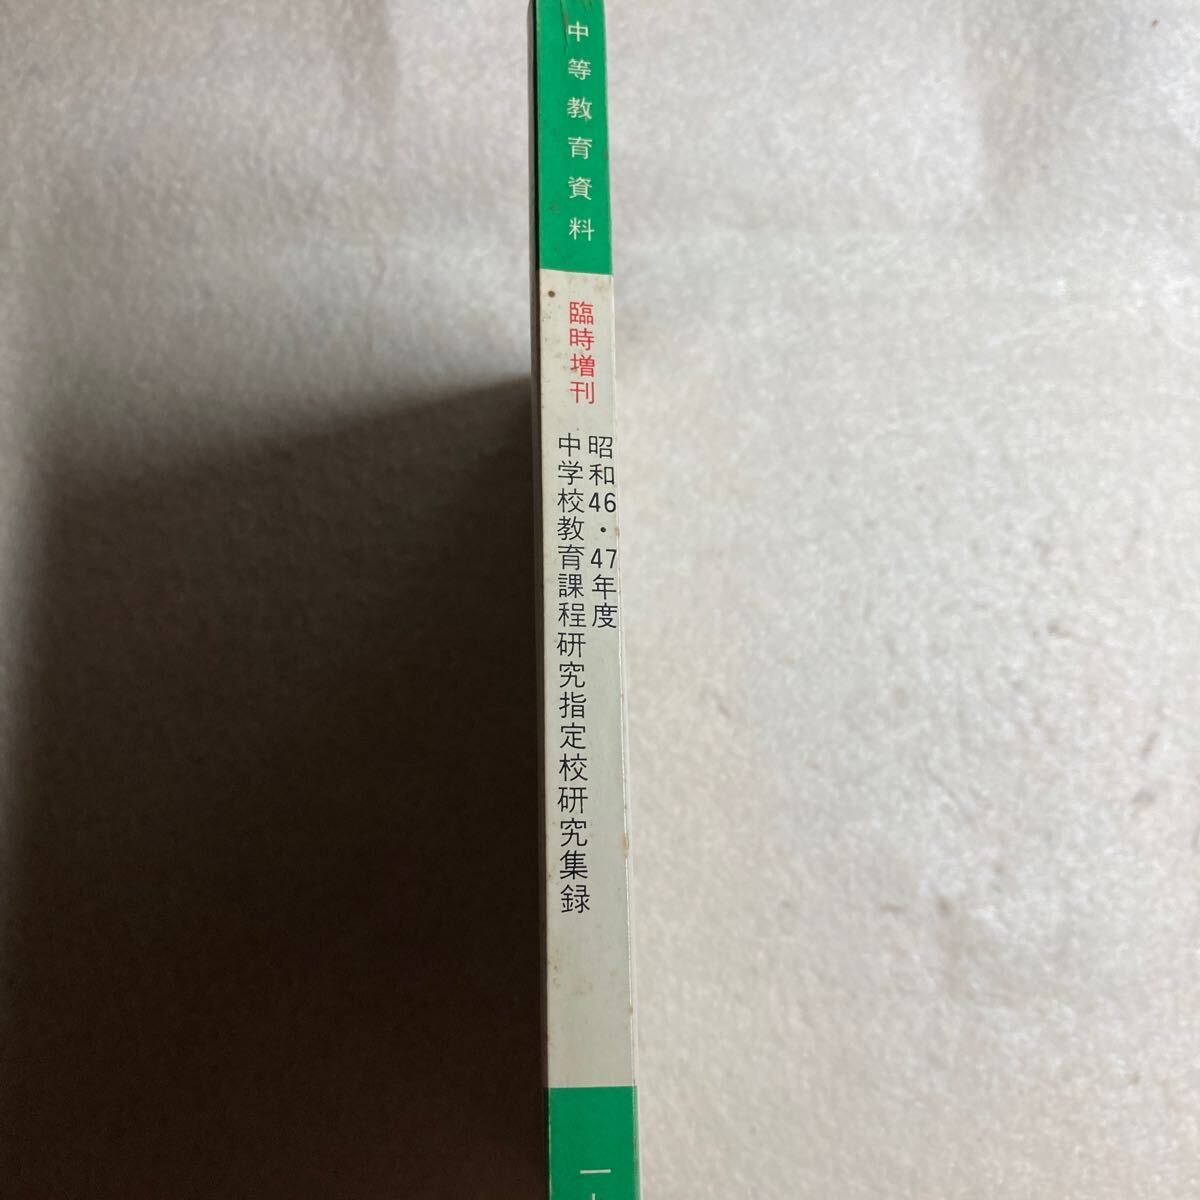 中等教育資料
臨時増刊
昭和46・47年度
中学校教育課程研究指定校研究集録
一